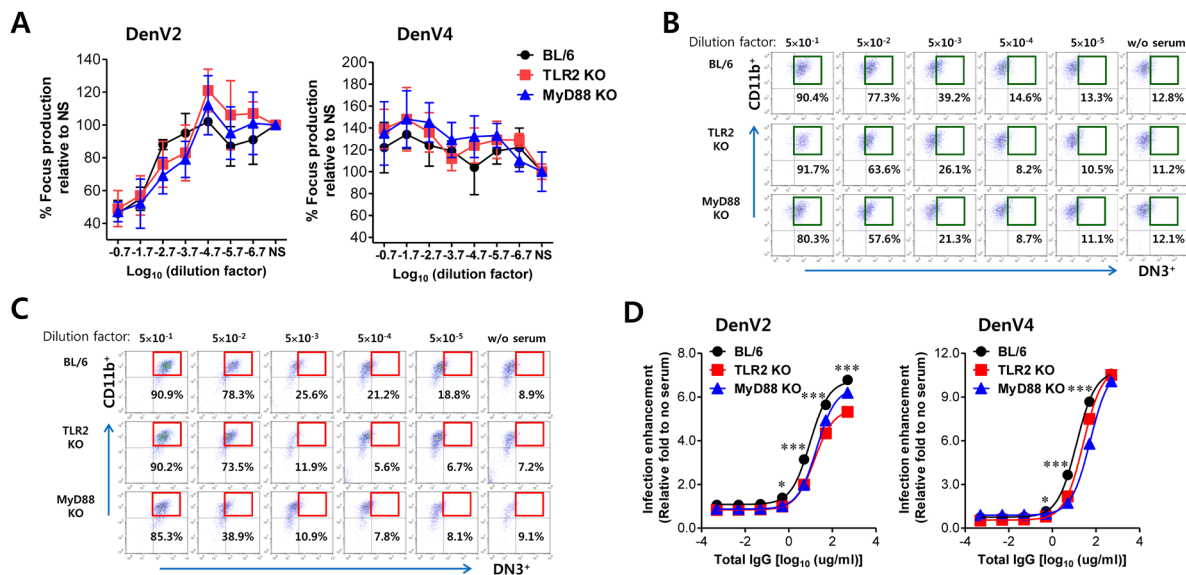 A
DenV2
DenV4
BL/6
TLR2 KO
MyD88 KO
% Focus production
relative to NS
140
120
100
80
60
40
-0.7 -1.7 -2.7 -3.7 -4.7 -5.7 -6.7 NS
Log10 (dilution factor)
% Focus production
relative to NS
200
180
160
140
120
100
80
60
40
-0.7 -1.7 -2.7 -3.7 -4.7 -5.7 -6.7 NS
Log10 (dilution factor)
B
Dilution factor: 5×10-1 5×10-2 5×10-3 5×10-4 5×10-5 w/o serum
CD11b+
BL/6
90.4% 77.3% 39.2% 14.6% 13.3% 12.8%
TLR2
KO
91.7% 63.6% 26.1% 8.2% 10.5% 11.2%
MyD88
KO
80.3% 57.6% 21.3% 8.7% 11.1% 12.1%
DN3+
C
Dilution factor: 5×10-1 5×10-2 5×10-3 5×10-4 5×10-5 w/o serum
CD11b+
BL/6
90.9% 78.3% 25.6% 21.2% 18.8% 8.9%
TLR2
KO
90.2% 73.5% 11.9% 5.6% 6.7% 7.2%
MyD88
KO
85.3% 38.9% 10.9% 7.8% 8.1% 9.1%
DN3+
D
DenV2
DenV4
BL/6
TLR2 KO
MyD88 KO
Infection enhancement
(Relative fold to no serum)
8.0
6.0
4.0
2.0
0.0
* *** *** ***
-4 -2 0 2 4
Total IgG [log10 (ug/ml)]
BL/6
TLR2 KO
MyD88 KO
Infection enhancement
(Relative fold to no serum)
12.0
9.0
6.0
3.0
0.0
* *** ***
-4 -2 0 2 4
Total IgG [log10 (ug/ml)]